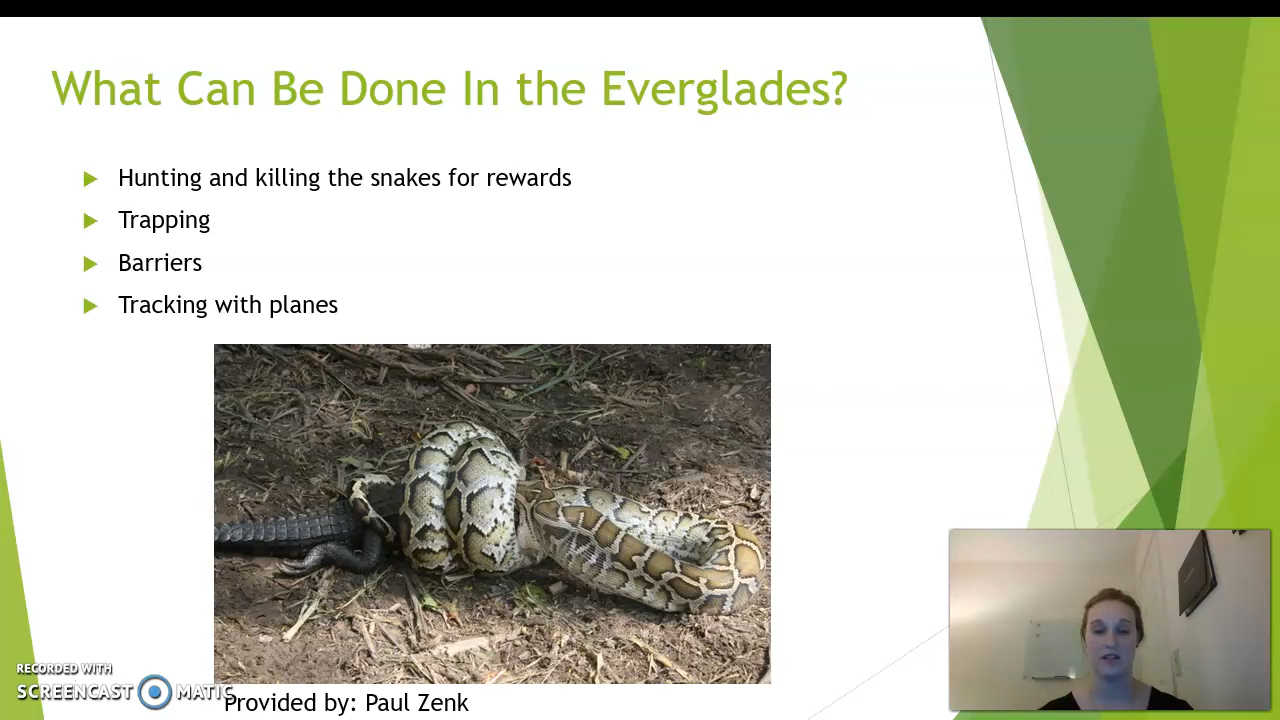 What Can Be Done In the Everglades?
Hunting and killing the snakes for rewards
Trapping
Barriers
Tracking with planes
RECORDED WITH
SCREENCAST MATIC
Provided by: Paul Zenk